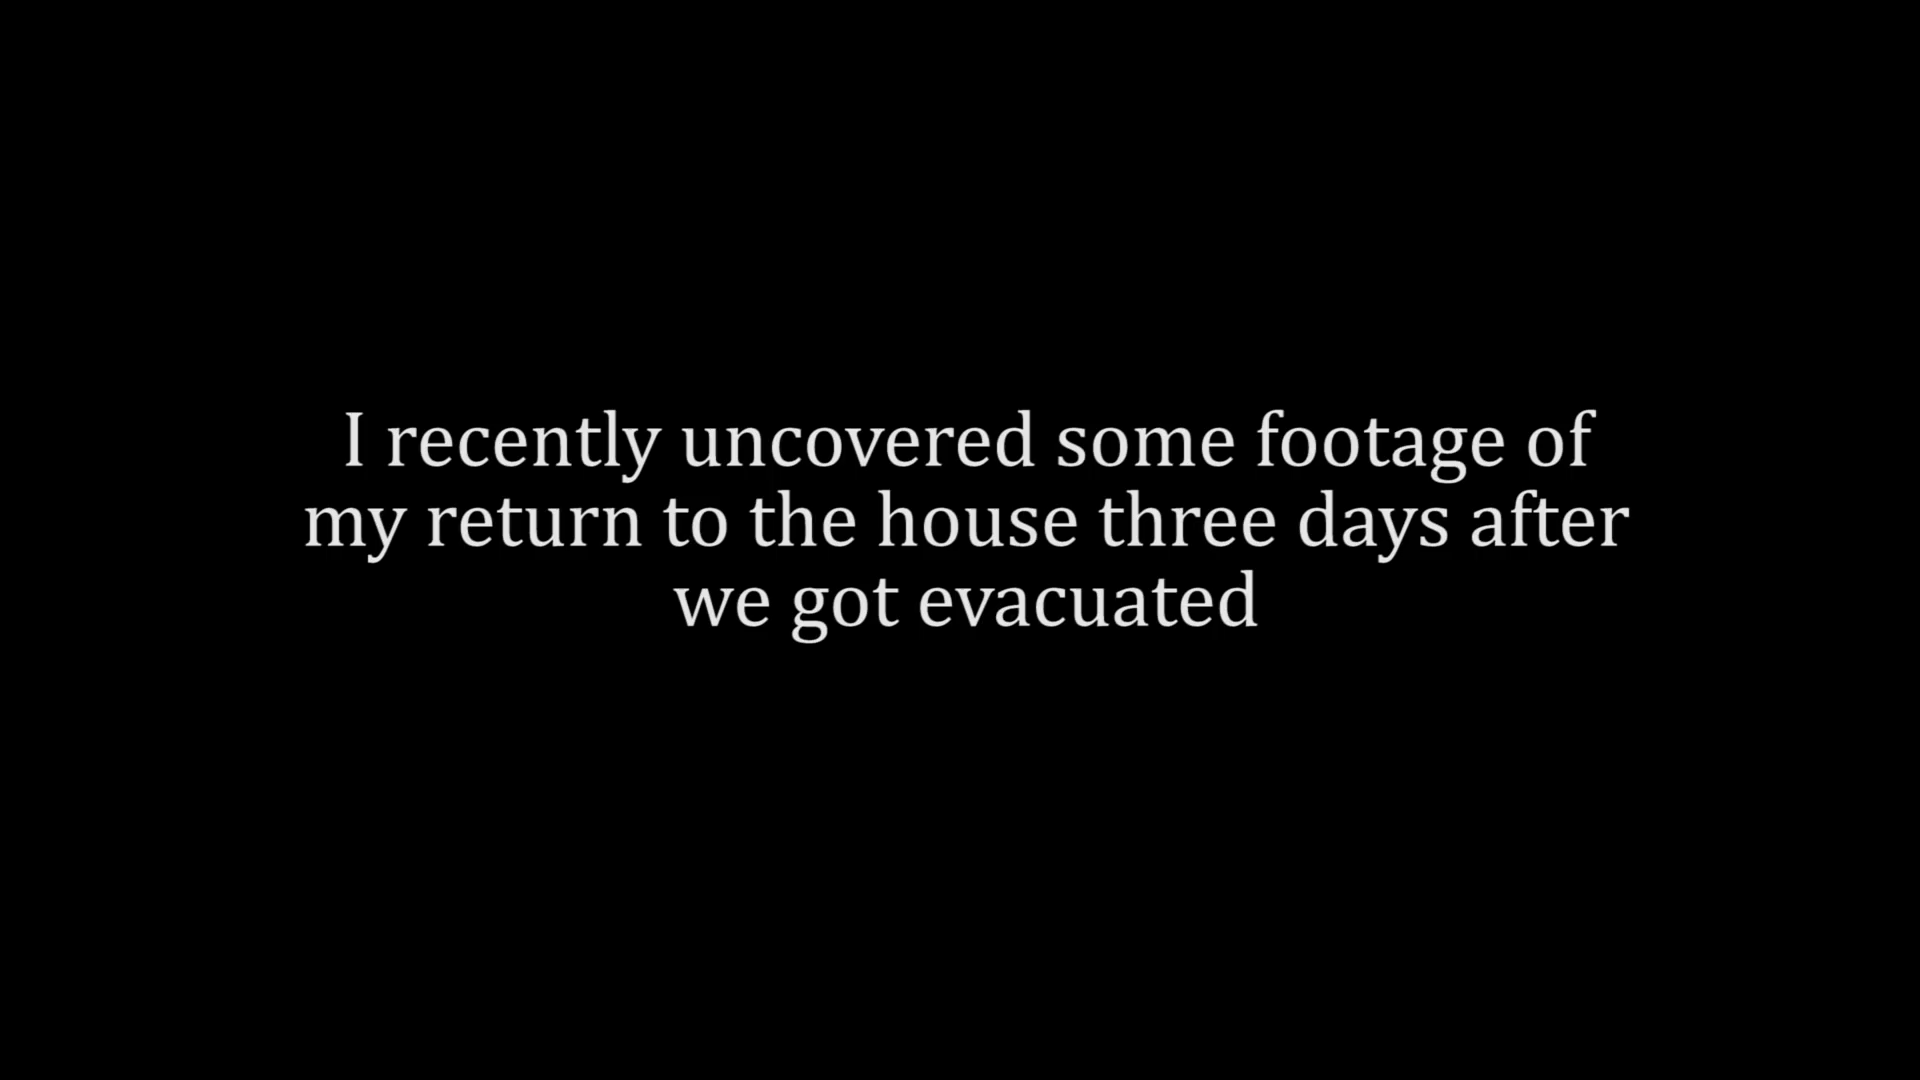 I recently uncovered some footage of
my return to the house three days after
we got evacuated